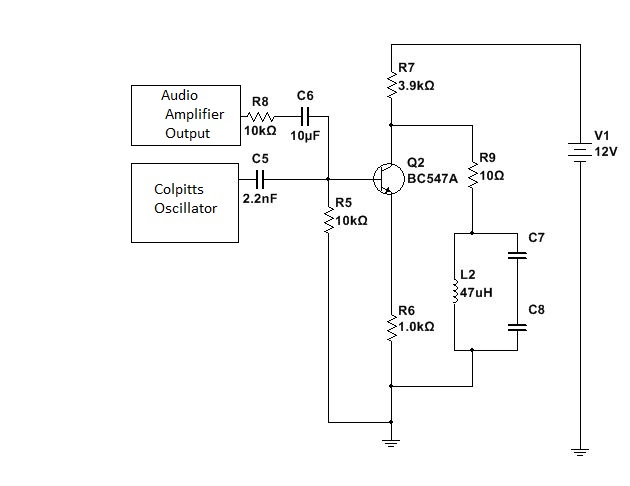 R7
3.9kΩ
Audio
Amplifier
Output
R8
10kΩ
C6
10µF
V1
12V
Colpitts
Oscillator
C5
2.2nF
Q2
BC547A
R9
10Ω
R5
10kΩ
C7
L2
47uH
C8
R6
1.0kΩ